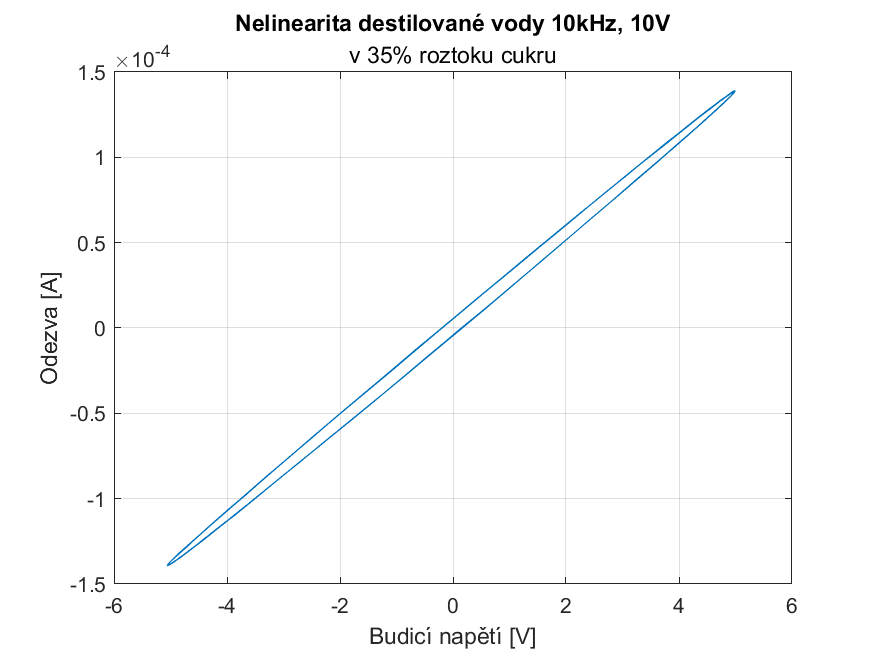 Nelinearita destilované vody 10kHz, 10V
v 35% roztoku cukru
×10-4
1.5
1
0.5
0
-0.5
-1
-1.5
Odezva [A]
-6 -4 -2 0 2 4 6
Budicí napětí [V]